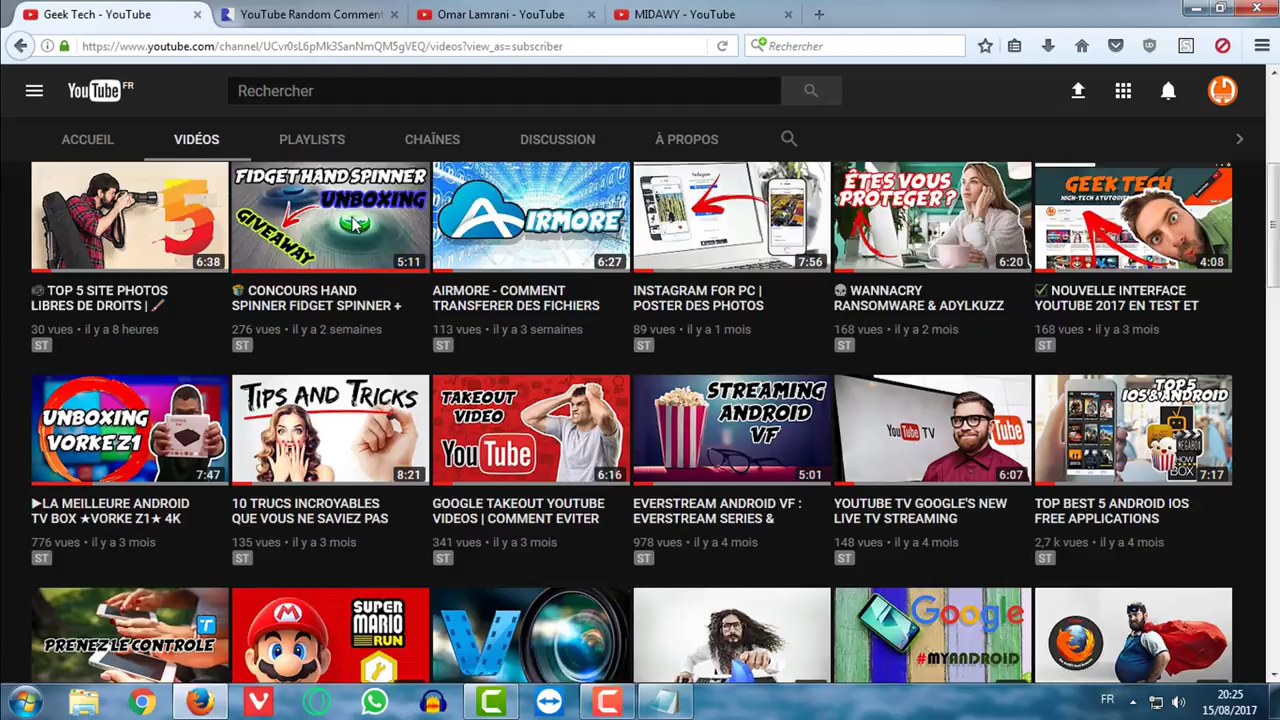 Geek Tech - YouTube
YouTube Random Comment
Omar Lamrani - YouTube
MIDAWY - YouTube
https://www.youtube.com/channel/UCvr0sL6pMk3SanNmQM5gVEQ/videos?view_as=subscriber
Rechercher
YouTube FR
Rechercher
ACCUEIL
VIDÉOS
PLAYLISTS
CHAÎNES
DISCUSSION
À PROPOS
5
6:38
FIDGET HAND SPINNER
UNBOXING
GIVEAWAY
5:11
AIRMORE
6:27
Instagram
7:56
ÊTES VOUS
PROTEGER ?
6:20
GEEK TECH
HIGH-TECH & TUTORIEL
4:08
TOP 5 SITE PHOTOS
LIBRES DE DROITS |
30 vues • il y a 8 heures
ST
CONCOURS HAND
SPINNER FIDGET SPINNER +
276 vues • il y a 2 semaines
ST
AIRMORE - COMMENT
TRANSFERER DES FICHIERS
113 vues • il y a 3 semaines
ST
INSTAGRAM FOR PC |
POSTER DES PHOTOS
89 vues • il y a 1 mois
ST
WANNACRY
RANSOMWARE & ADYLKUZZ
168 vues • il y a 2 mois
ST
NOUVELLE INTERFACE
YOUTUBE 2017 EN TEST ET
168 vues • il y a 3 mois
ST
UNBOXING
VORKE Z1
7:47
TIPS AND TRICKS
8:21
TAKEOUT
VIDEO
YouTube
6:16
STREAMING
ANDROID
VF
5:01
YouTube TV
Tube
6:07
TOP 5
IOS & ANDROID
MEGABOX
BOX
7:17
▶LA MEILLEURE ANDROID
TV BOX ★VORKE Z1★ 4K
776 vues • il y a 3 mois
ST
10 TRUCS INCROYABLES
QUE VOUS NE SAVIEZ PAS
135 vues • il y a 3 mois
ST
GOOGLE TAKEOUT YOUTUBE
VIDEOS | COMMENT EVITER
341 vues • il y a 3 mois
ST
EVERSTREAM ANDROID VF :
EVERSTREAM SERIES &
978 vues • il y a 4 mois
ST
YOUTUBE TV GOOGLE'S NEW
LIVE TV STREAMING
148 vues • il y a 4 mois
ST
TOP BEST 5 ANDROID IOS
FREE APPLICATIONS
2,7 k vues • il y a 4 mois
ST
PRENEZ LE CONTROLE
SUPER
MARIO
RUN
Google
#MYANDROID
FR
20:25
15/08/2017